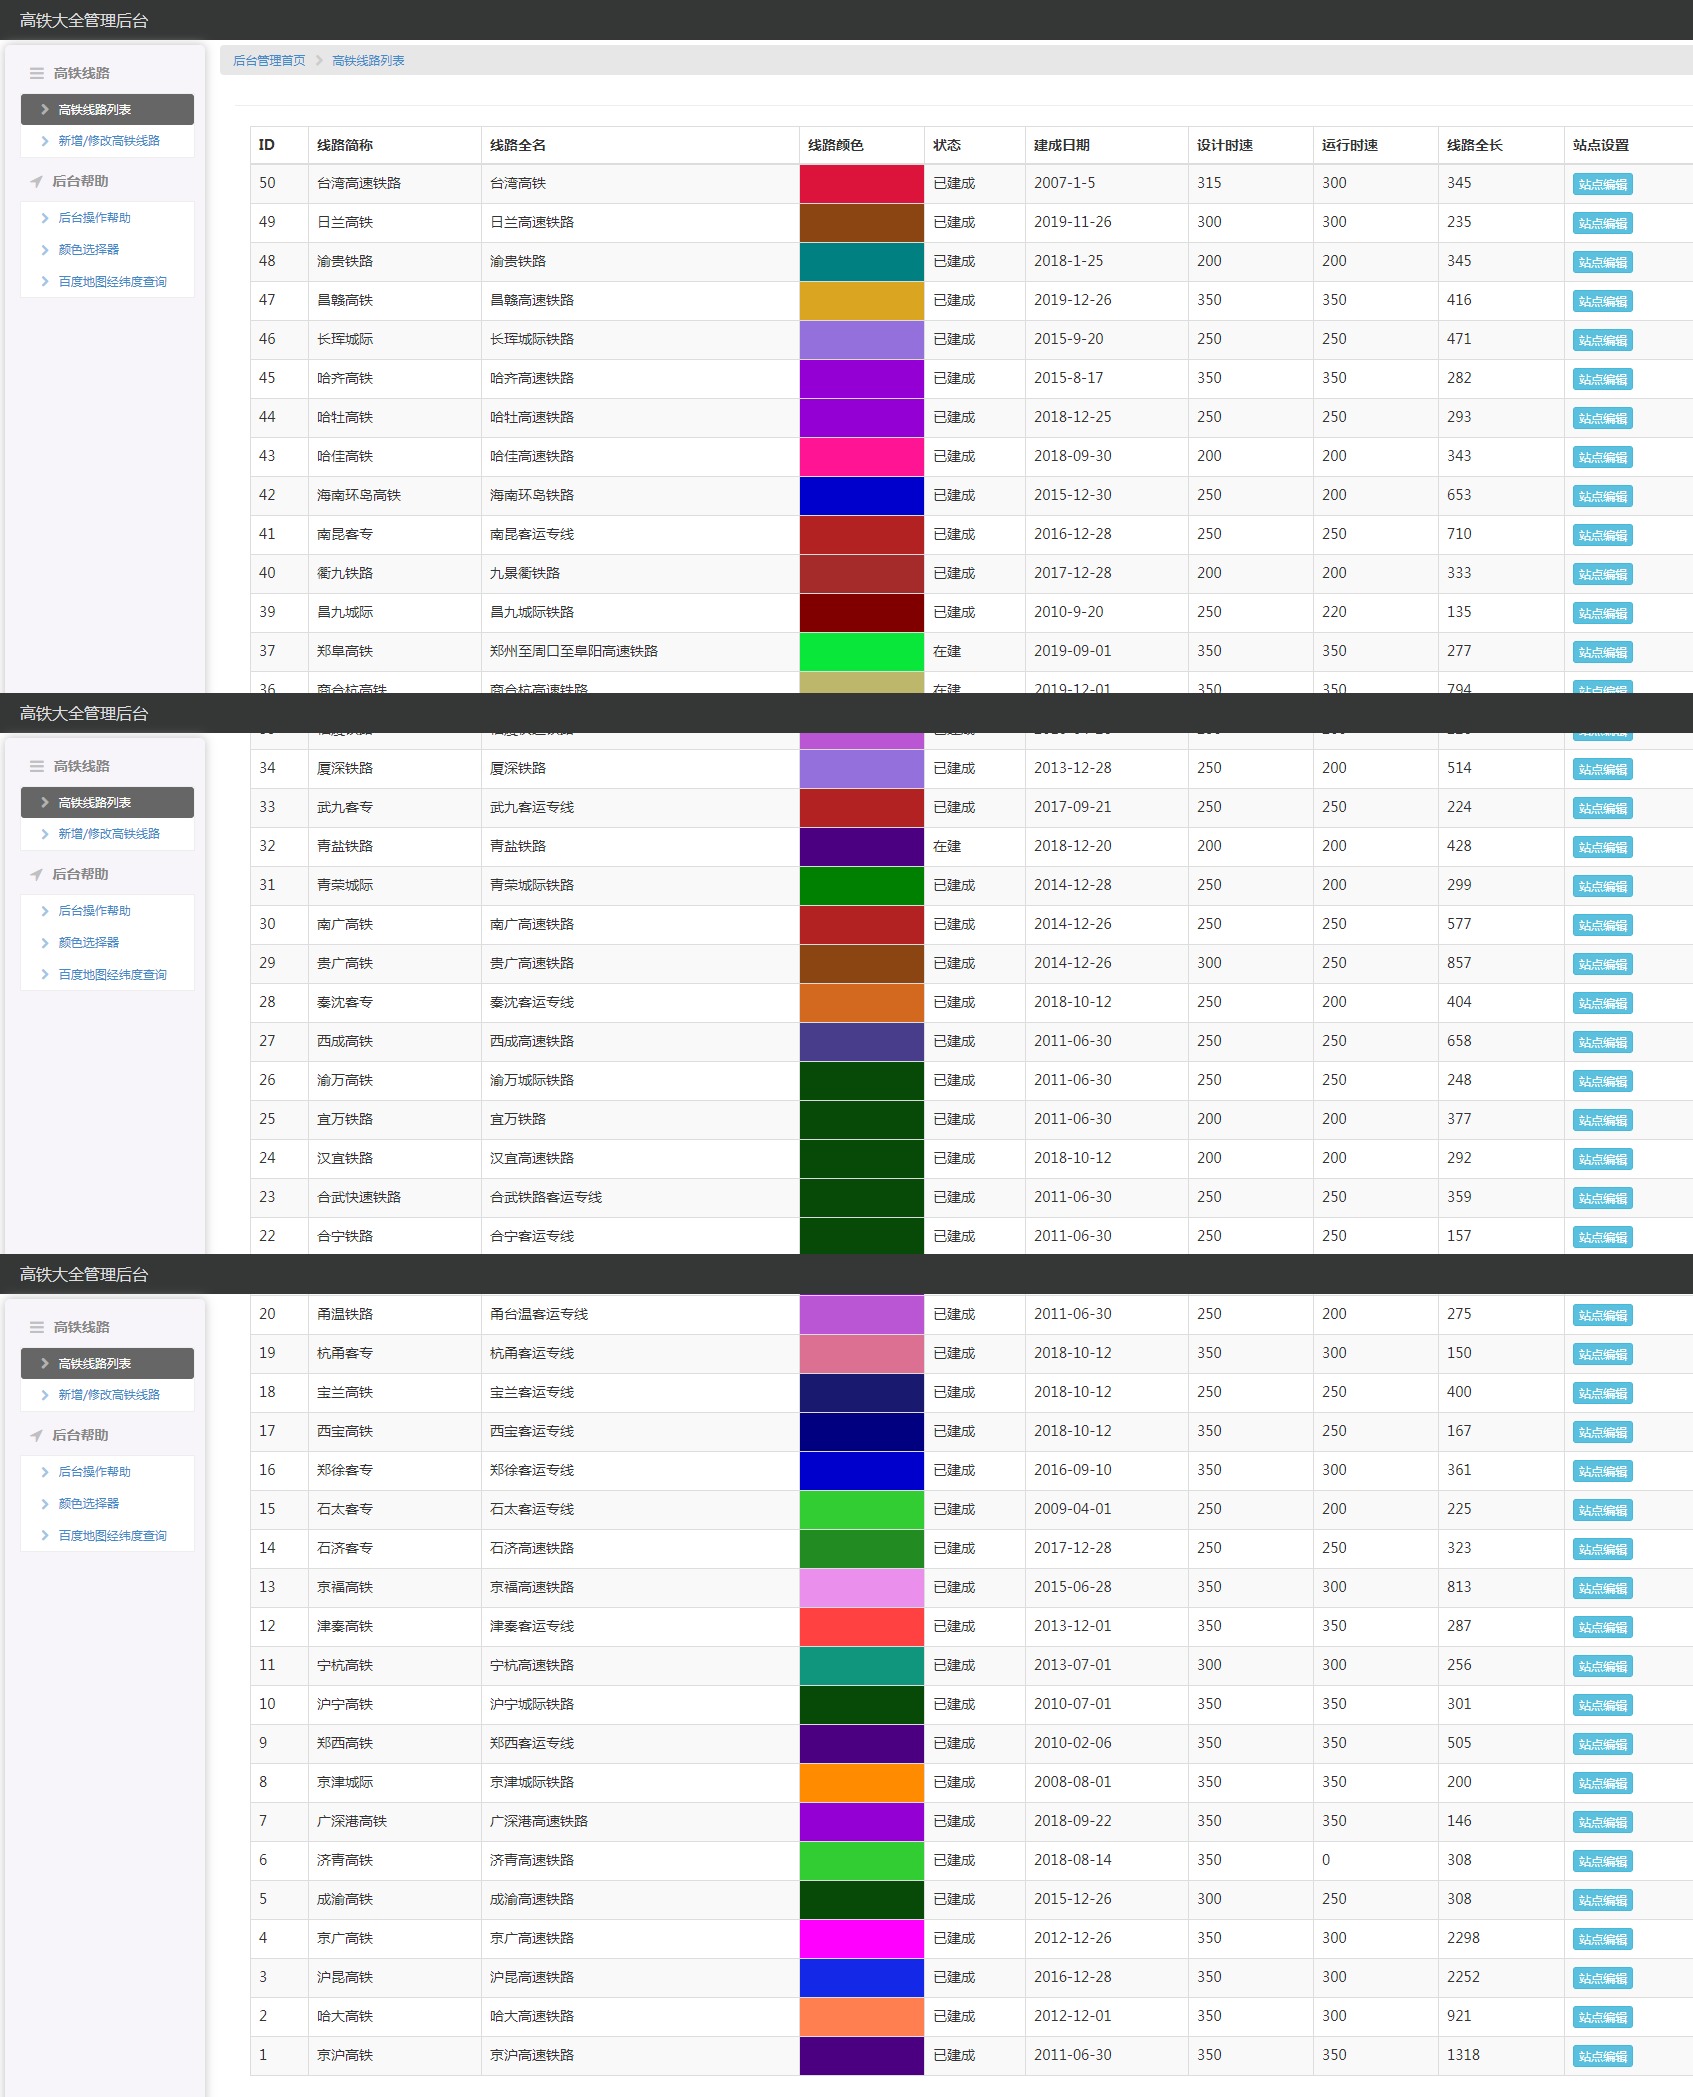 高铁大全管理后台
高铁线路
高铁线路列表
新增/修改高铁线路
后台帮助
后台操作帮助
颜色选择器
百度地图经纬度查询
后台管理首页 高铁线路列表
ID 线路简称 线路全名 线路颜色 状态 建成日期 设计时速 运行时速 线路全长 站点设置
50 台湾高速铁路 台湾高铁 已建成 2007-1-5 315 300 345 站点编辑
49 日兰高铁 日兰高速铁路 已建成 2019-11-26 300 300 235 站点编辑
48 渝贵铁路 渝贵铁路 已建成 2018-1-25 200 200 345 站点编辑
47 昌赣高铁 昌赣高速铁路 已建成 2019-12-26 350 350 416 站点编辑
46 长珲城际 长珲城际铁路 已建成 2015-9-20 250 250 471 站点编辑
45 哈齐高铁 哈齐高速铁路 已建成 2015-8-17 350 350 282 站点编辑
44 哈牡高铁 哈牡高速铁路 已建成 2018-12-25 250 250 293 站点编辑
43 哈佳高铁 哈佳高速铁路 已建成 2018-09-30 200 200 343 站点编辑
42 海南环岛高铁 海南环岛铁路 已建成 2015-12-30 250 200 653 站点编辑
41 南昆客专 南昆客运专线 已建成 2016-12-28 250 250 710 站点编辑
40 衢九铁路 九景衢铁路 已建成 2017-12-28 200 200 333 站点编辑
39 昌九城际 昌九城际铁路 已建成 2010-9-20 250 220 135 站点编辑
37 郑阜高铁 郑州至周口至阜阳高速铁路 在建 2019-09-01 350 350 277 站点编辑
36 商合杭高铁 商合杭高速铁路 在建 2019-12-01 350 350 794 站点编辑
高铁大全管理后台
高铁线路
高铁线路列表
新增/修改高铁线路
后台帮助
后台操作帮助
颜色选择器
百度地图经纬度查询
34 厦深铁路 厦深铁路 已建成 2013-12-28 250 200 514 站点编辑
33 武九客专 武九客运专线 已建成 2017-09-21 250 250 224 站点编辑
32 青盐铁路 青盐铁路 在建 2018-12-20 200 200 428 站点编辑
31 青荣城际 青荣城际铁路 已建成 2014-12-28 250 200 299 站点编辑
30 南广高铁 南广高速铁路 已建成 2014-12-26 250 250 577 站点编辑
29 贵广高铁 贵广高速铁路 已建成 2014-12-26 300 250 857 站点编辑
28 秦沈客专 秦沈客运专线 已建成 2018-10-12 250 200 404 站点编辑
27 西成高铁 西成高速铁路 已建成 2011-06-30 250 250 658 站点编辑
26 渝万高铁 渝万城际铁路 已建成 2011-06-30 250 250 248 站点编辑
25 宜万铁路 宜万铁路 已建成 2011-06-30 200 200 377 站点编辑
24 汉宜铁路 汉宜高速铁路 已建成 2018-10-12 200 200 292 站点编辑
23 合武快速铁路 合武铁路客运专线 已建成 2011-06-30 250 250 359 站点编辑
22 合宁铁路 合宁客运专线 已建成 2011-06-30 250 250 157 站点编辑
高铁大全管理后台
高铁线路
高铁线路列表
新增/修改高铁线路
后台帮助
后台操作帮助
颜色选择器
百度地图经纬度查询
20 甬温铁路 甬台温客运专线 已建成 2011-06-30 250 200 275 站点编辑
19 杭甬客专 杭甬客运专线 已建成 2018-10-12 350 300 150 站点编辑
18 宝兰高铁 宝兰客运专线 已建成 2018-10-12 250 250 400 站点编辑
17 西宝高铁 西宝客运专线 已建成 2018-10-12 350 250 167 站点编辑
16 郑徐客专 郑徐客运专线 已建成 2016-09-10 350 300 361 站点编辑
15 石太客专 石太客运专线 已建成 2009-04-01 250 200 225 站点编辑
14 石济客专 石济高速铁路 已建成 2017-12-28 250 250 323 站点编辑
13 京福高铁 京福高速铁路 已建成 2015-06-28 350 300 813 站点编辑
12 津秦高铁 津秦客运专线 已建成 2013-12-01 350 350 287 站点编辑
11 宁杭高铁 宁杭高速铁路 已建成 2013-07-01 300 300 256 站点编辑
10 沪宁高铁 沪宁城际铁路 已建成 2010-07-01 350 350 301 站点编辑
9 郑西高铁 郑西客运专线 已建成 2010-02-06 350 350 505 站点编辑
8 京津城际 京津城际铁路 已建成 2008-08-01 350 350 200 站点编辑
7 广深港高铁 广深港高速铁路 已建成 2018-09-22 350 350 146 站点编辑
6 济青高铁 济青高速铁路 已建成 2018-08-14 350 0 308 站点编辑
5 成渝高铁 成渝高速铁路 已建成 2015-12-26 300 250 308 站点编辑
4 京广高铁 京广高速铁路 已建成 2012-12-26 350 300 2298 站点编辑
3 沪昆高铁 沪昆高速铁路 已建成 2016-12-28 350 300 2252 站点编辑
2 哈大高铁 哈大高速铁路 已建成 2012-12-01 350 300 921 站点编辑
1 京沪高铁 京沪高速铁路 已建成 2011-06-30 350 350 1318 站点编辑